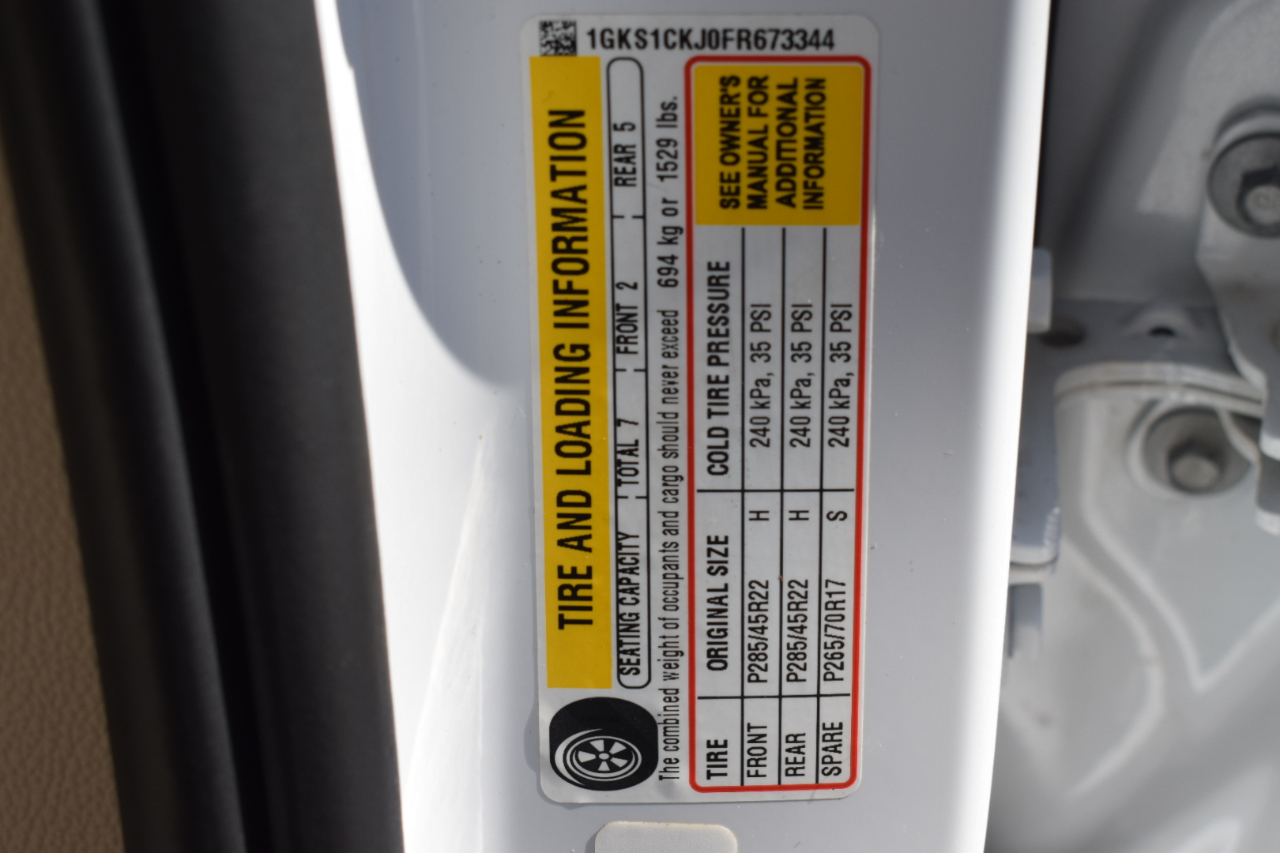 1GKS1CKJ0FR673344
TIRE AND LOADING INFORMATION
SEATING CAPACITY TOTAL 7 FRONT 2 REAR 5
The combined weight of occupants and cargo should never exceed 694 kg or 1529 lbs.
TIRE ORIGINAL SIZE COLD TIRE PRESSURE
FRONT P285/45R22 H 240 kPa, 35 PSI
REAR P285/45R22 H 240 kPa, 35 PSI
SPARE P265/70R17 S 240 kPa, 35 PSI
SEE OWNER'S
MANUAL FOR
ADDITIONAL
INFORMATION